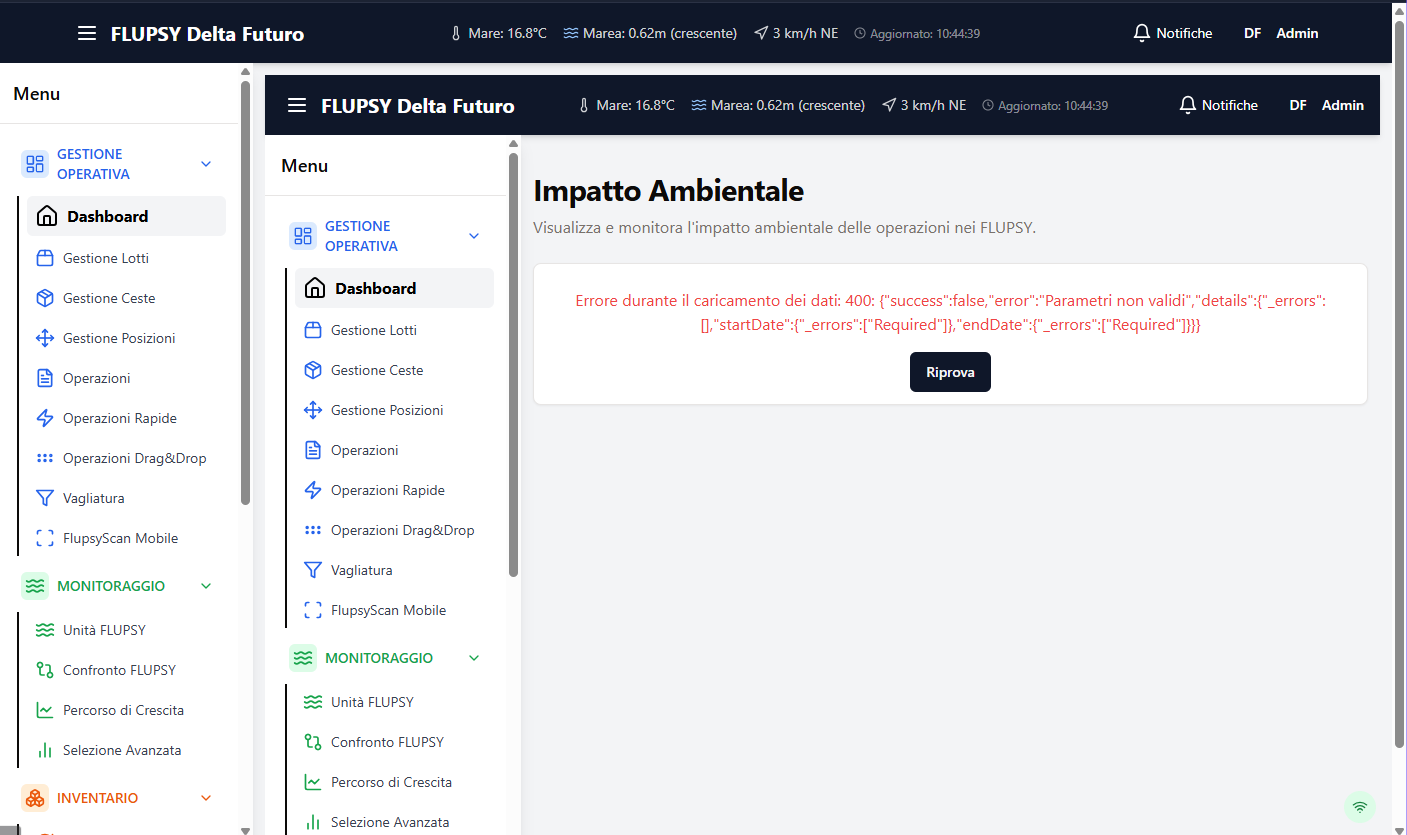 FLUPSY Delta Futuro
Mare: 16.8°C
Marea: 0.62m (crescente)
3 km/h NE
Aggiornato: 10:44:39
Notifiche
DF
Admin
Menu
GESTIONE
OPERATIVA
Dashboard
Gestione Lotti
Gestione Ceste
Gestione Posizioni
Operazioni
Operazioni Rapide
Operazioni Drag&Drop
Vagliatura
FlupsyScan Mobile
MONITORAGGIO
Unità FLUPSY
Confronto FLUPSY
Percorso di Crescita
Selezione Avanzata
INVENTARIO
FLUPSY Delta Futuro
Mare: 16.8°C
Marea: 0.62m (crescente)
3 km/h NE
Aggiornato: 10:44:39
Notifiche
DF
Admin
Menu
GESTIONE
OPERATIVA
Dashboard
Gestione Lotti
Gestione Ceste
Gestione Posizioni
Operazioni
Operazioni Rapide
Operazioni Drag&Drop
Vagliatura
FlupsyScan Mobile
MONITORAGGIO
Unità FLUPSY
Confronto FLUPSY
Percorso di Crescita
Selezione Avanzata
Impatto Ambientale
Visualizza e monitora l'impatto ambientale delle operazioni nei FLUPSY.
Errore durante il caricamento dei dati: 400: {"success":false,"error":"Parametri non validi","details":{"_errors":
[],"startDate":{"_errors":["Required"]},"endDate":{"_errors":["Required"]}}}
Riprova